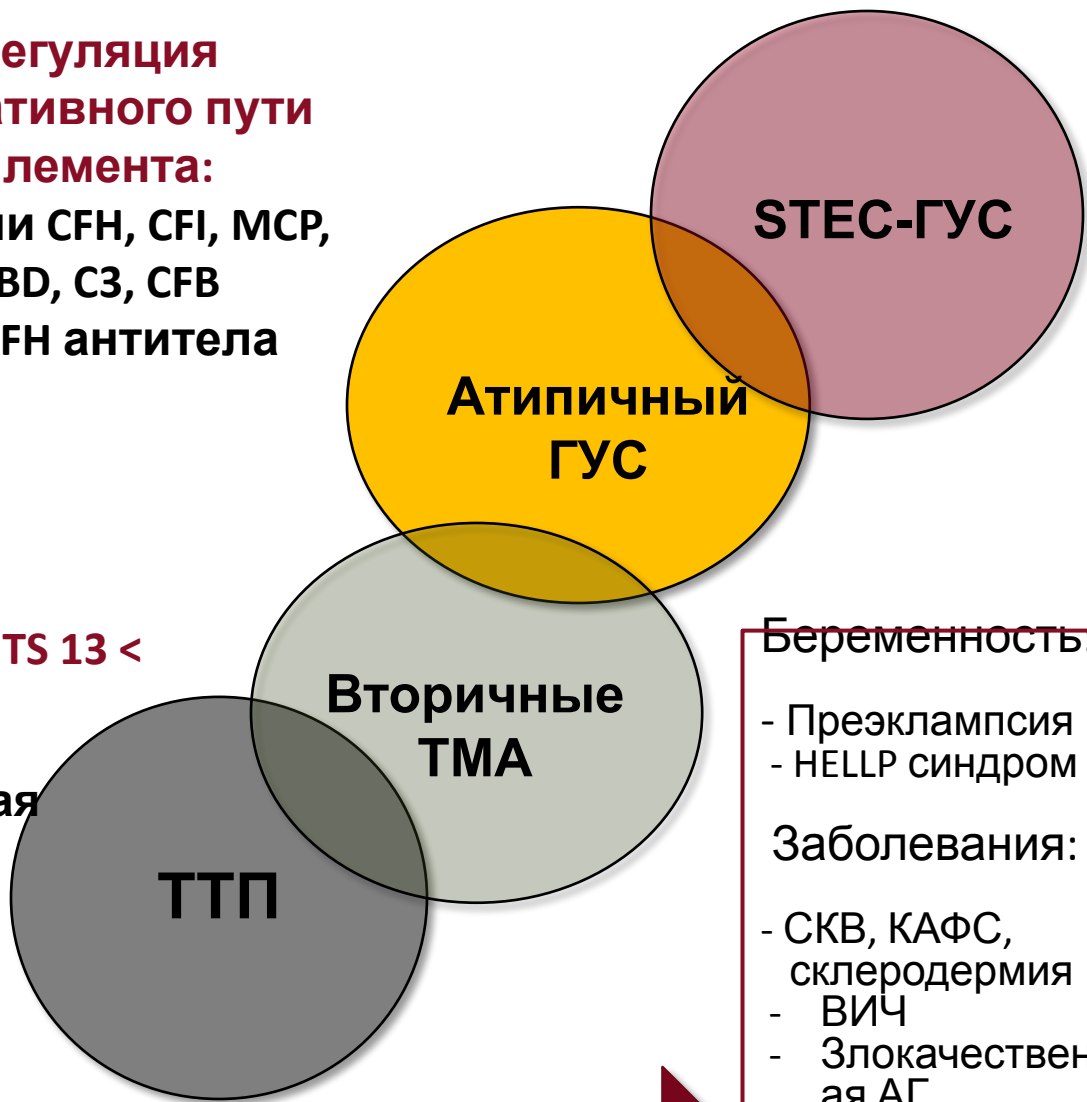 егуляция
ативного пути
лемента:
и CFH, CFI, MCP,
BD, C3, CFB
FH антитела
STEC-ГУС
Атипичный
ГУС
TS 13 <
Вторичные
ТМА
ая
ТТП
Беременность:
- Преэклампсия
- HELLP синдром
Заболевания:
- СКВ, КАФС,
склеродермия
- ВИЧ
- Злокачествен
ая АГ